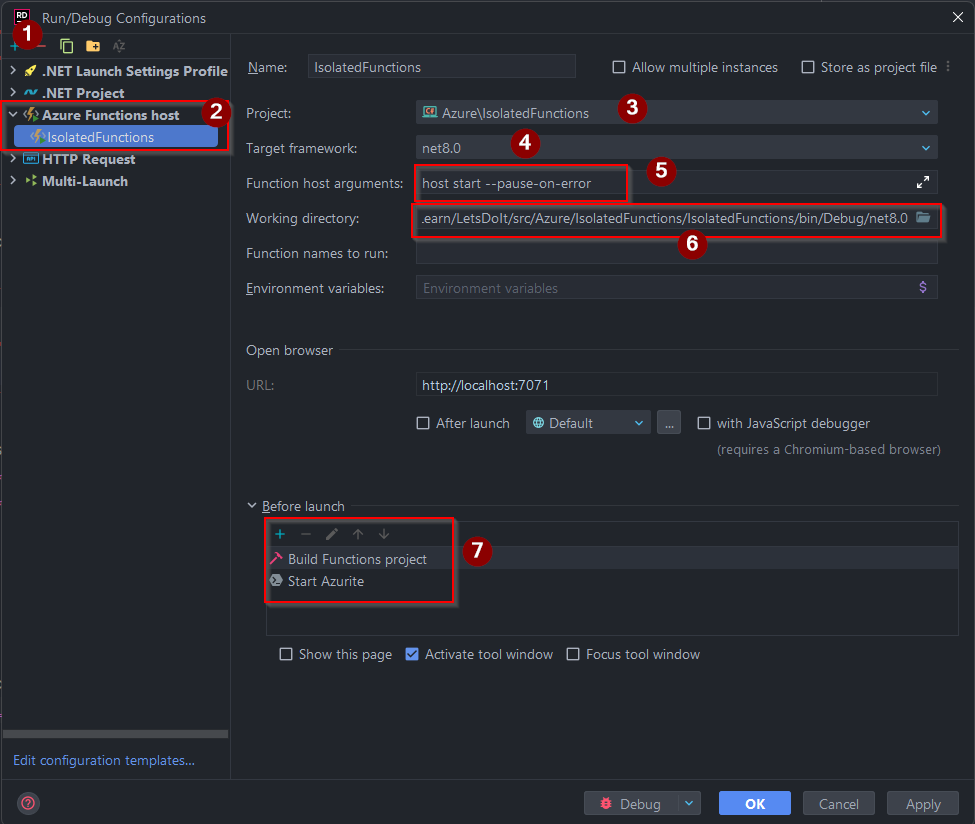 RD Run/Debug Configurations
1
.NET Launch Settings Profile
.NET Project
Azure Functions host 2
IsolatedFunctions
HTTP Request
Multi-Launch
Edit configuration templates...
Name: IsolatedFunctions Allow multiple instances Store as project file
Project: Azure\IsolatedFunctions 3
Target framework: net8.0 4
Function host arguments: host start --pause-on-error 5
Working directory: .earn/LetsDoIt/src/Azure/IsolatedFunctions/IsolatedFunctions/bin/Debug/net8.0
6
Function names to run:
Environment variables: Environment variables $
Open browser
URL: http://localhost:7071
After launch Default ... with JavaScript debugger
(requires a Chromium-based browser)
Before launch
Build Functions project 7
Start Azurite
Show this page Activate tool window Focus tool window
? Debug OK Cancel Apply